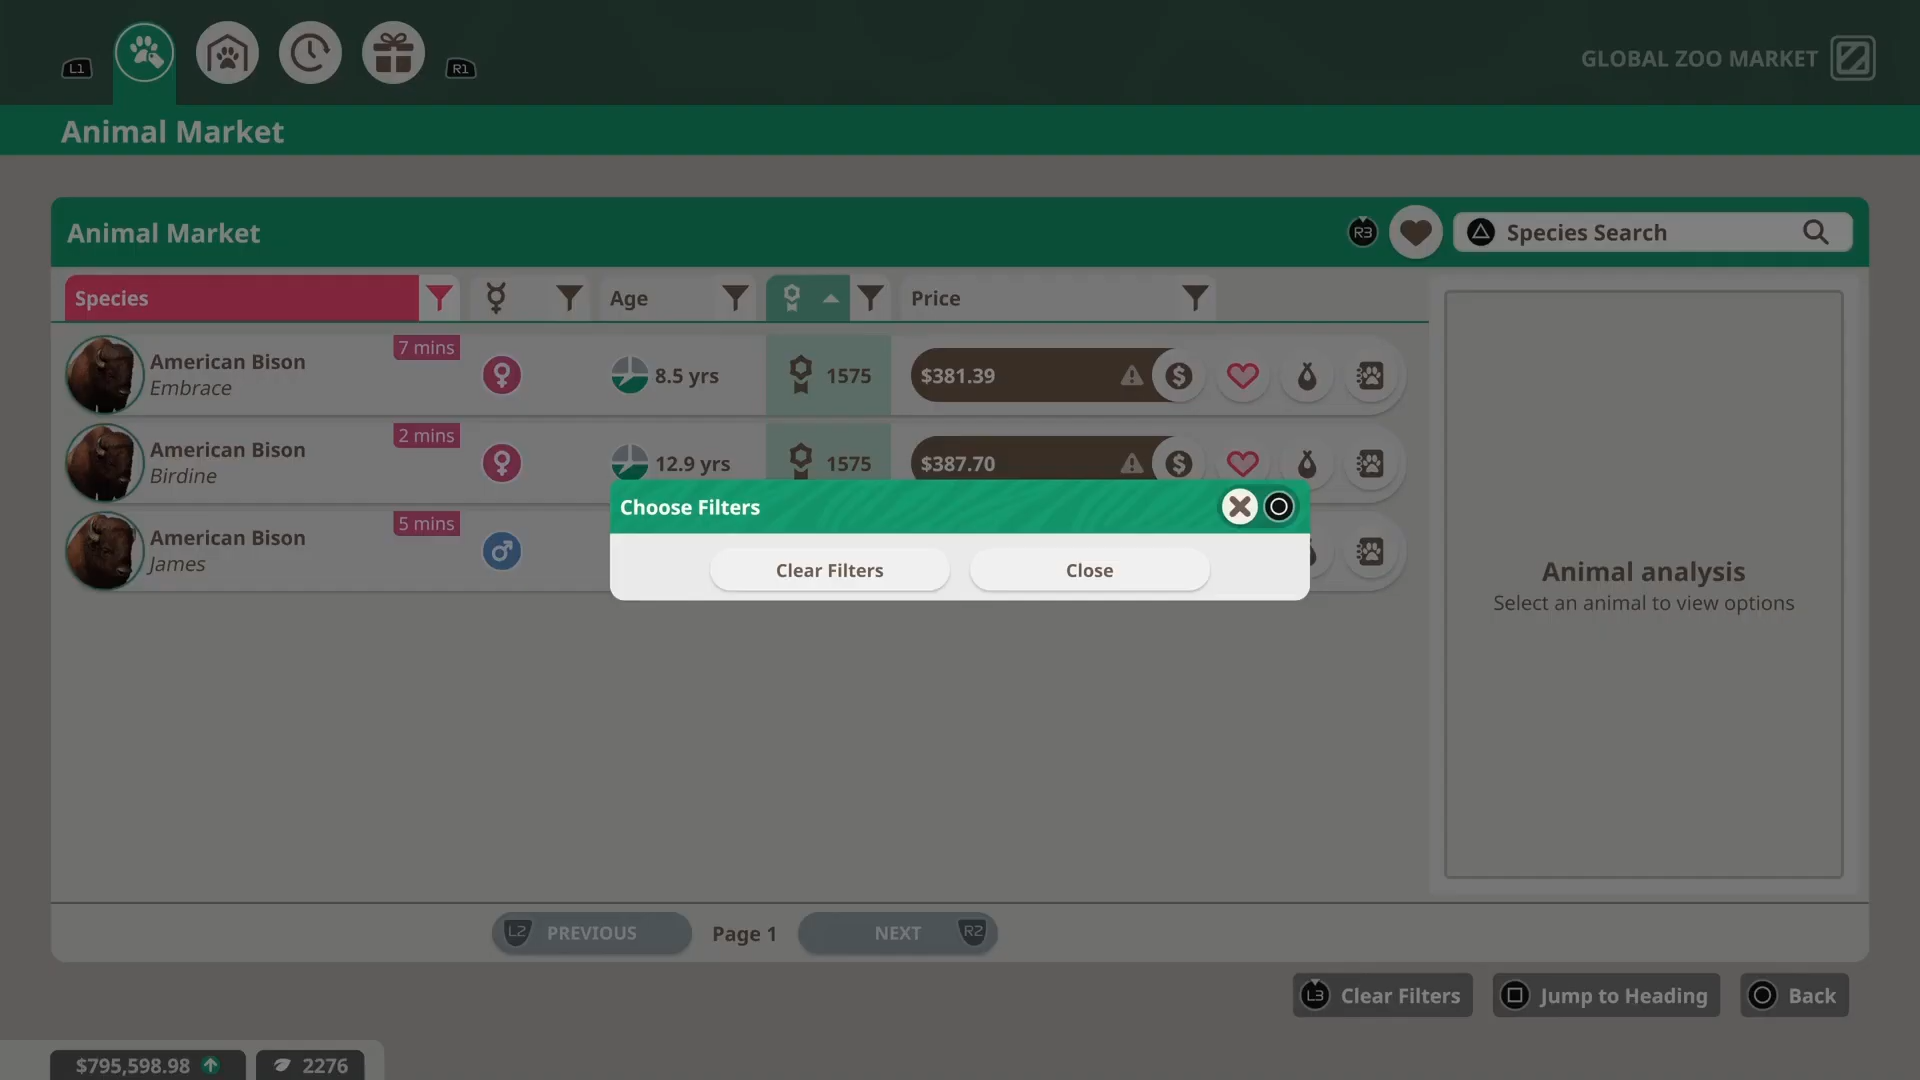 L1
R1
GLOBAL ZOO MARKET
Animal Market
Animal Market
R3
Species Search
Species
Age
Price
American Bison
Embrace
7 mins
8.5 yrs
1575
$381.39
American Bison
Birdine
2 mins
12.9 yrs
1575
$387.70
American Bison
James
5 mins
Choose Filters
Clear Filters
Close
Animal analysis
Select an animal to view options
L2 PREVIOUS
Page 1
NEXT R2
L3 Clear Filters
Jump to Heading
Back
$795,598.98
2276